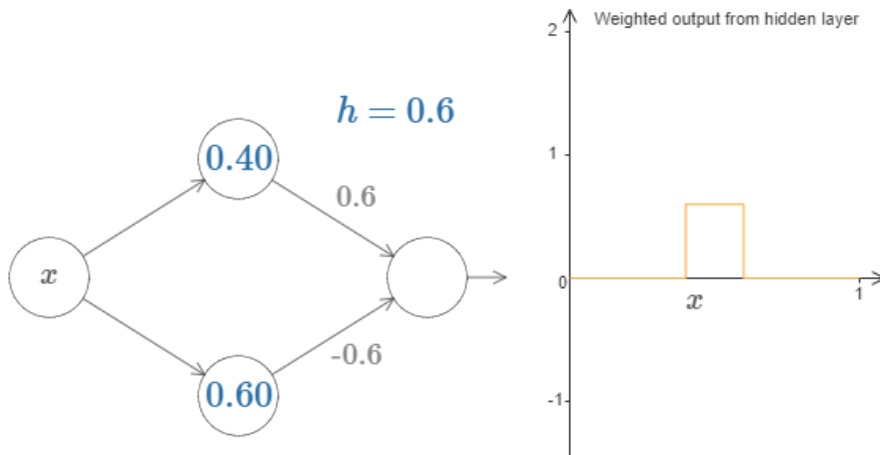 h = 0.6
0.40
0.6
x
0.60
-0.6
Weighted output from hidden layer
2
1
0
x
1
-1